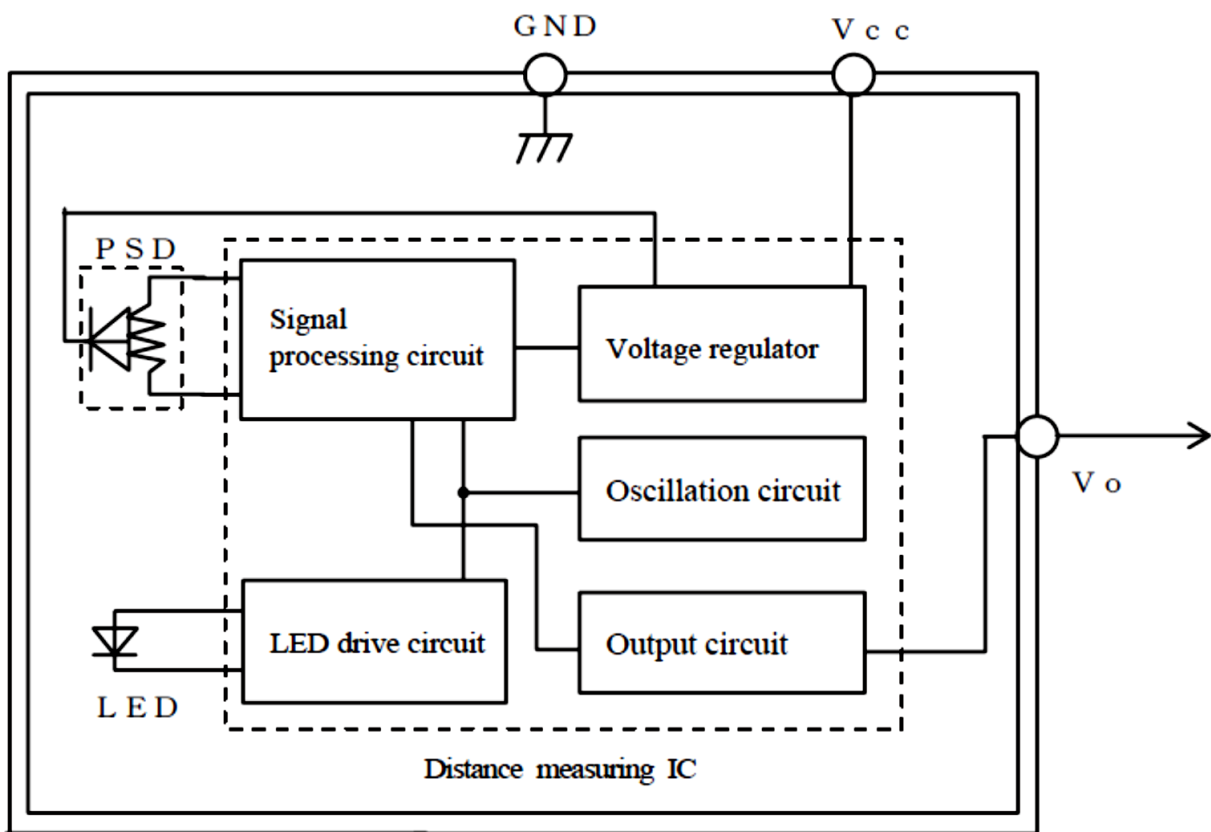 GND
Vcc
PSD
Signal
processing circuit
Voltage regulator
Oscillation circuit
Vo
LED drive circuit
Output circuit
LED
Distance measuring IC